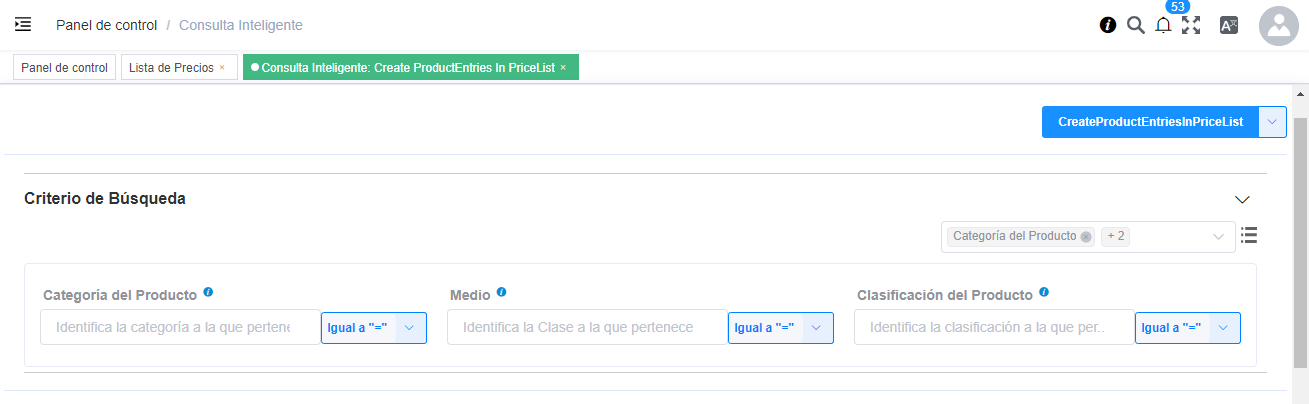 Panel de control / Consulta Inteligente
53
Panel de control
Lista de Precios ×
Consulta Inteligente: Create ProductEntries In PriceList ×
CreateProductEntriesInPriceList
Criterio de Búsqueda
Categoría del Producto + 2
Categoría del Producto Medio Clasificación del Producto
Identifica la categoría a la que pertene Igual a "=" Identifica la Clase a la que pertenece Igual a "=" Identifica la clasificación a la que per.. Igual a "="